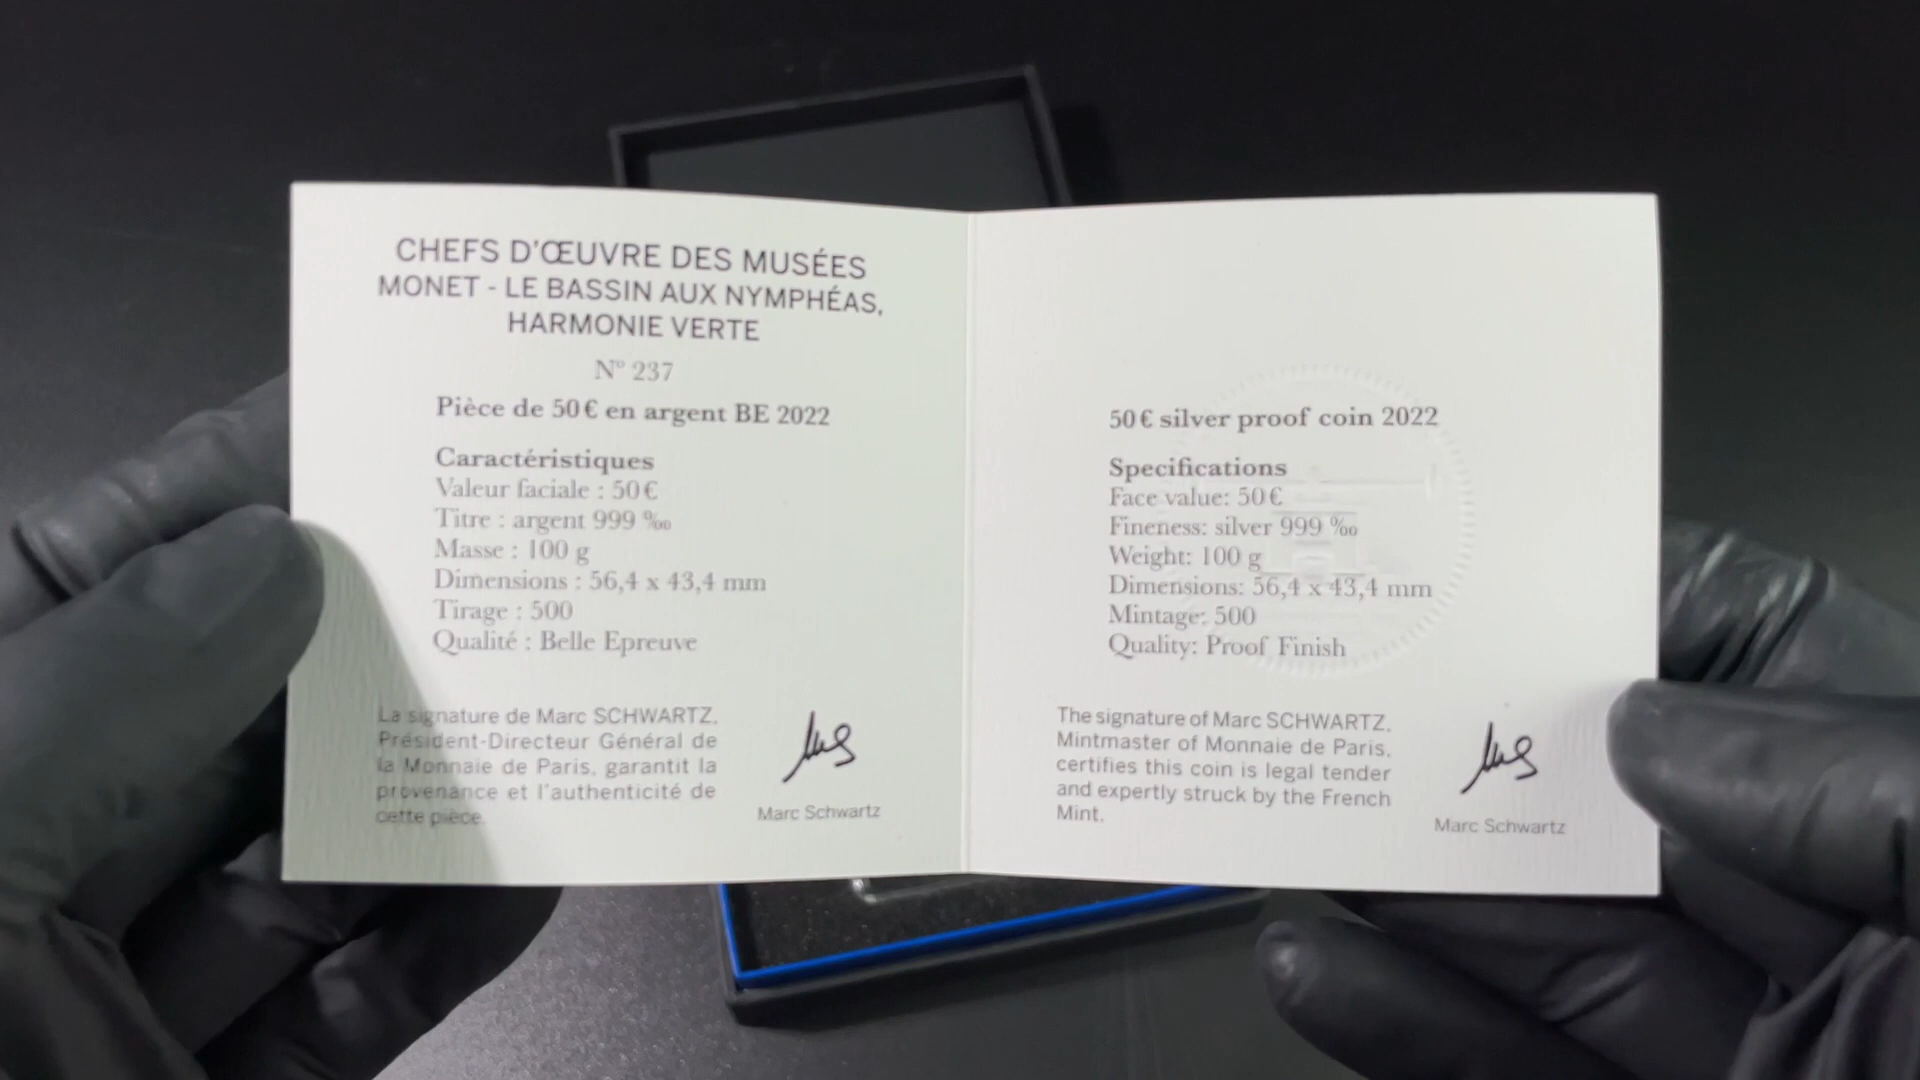 CHEFS D'ŒUVRE DES MUSÉES
MONET - LE BASSIN AUX NYMPHÉAS,
HARMONIE VERTE
N° 237
Pièce de 50 € en argent BE 2022
Caractéristiques
Valeur faciale : 50 €
Titre : argent 999 ‰
Masse : 100 g
Dimensions : 56,4 x 43,4 mm
Tirage : 500
Qualité : Belle Epreuve
La signature de Marc SCHWARTZ,
Président-Directeur Général de
la Monnaie de Paris, garantit la
provenance et l'authenticité de
cette pièce.
Marc Schwartz
50 € silver proof coin 2022
Specifications
Face value: 50 €
Fineness: silver 999 ‰
Weight: 100 g
Dimensions: 56,4 x 43,4 mm
Mintage: 500
Quality: Proof Finish
The signature of Marc SCHWARTZ,
Mintmaster of Monnaie de Paris,
certifies this coin is legal tender
and expertly struck by the French
Mint.
Marc Schwartz